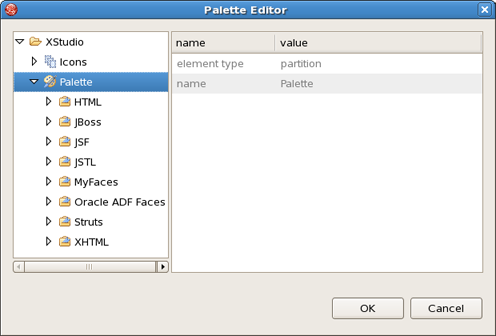 Palette Editor
XStudio
Icons
Palette
HTML
JBoss
JSF
JSTL
MyFaces
Oracle ADF Faces
Struts
XHTML
name value
element type partition
name Palette
OK Cancel